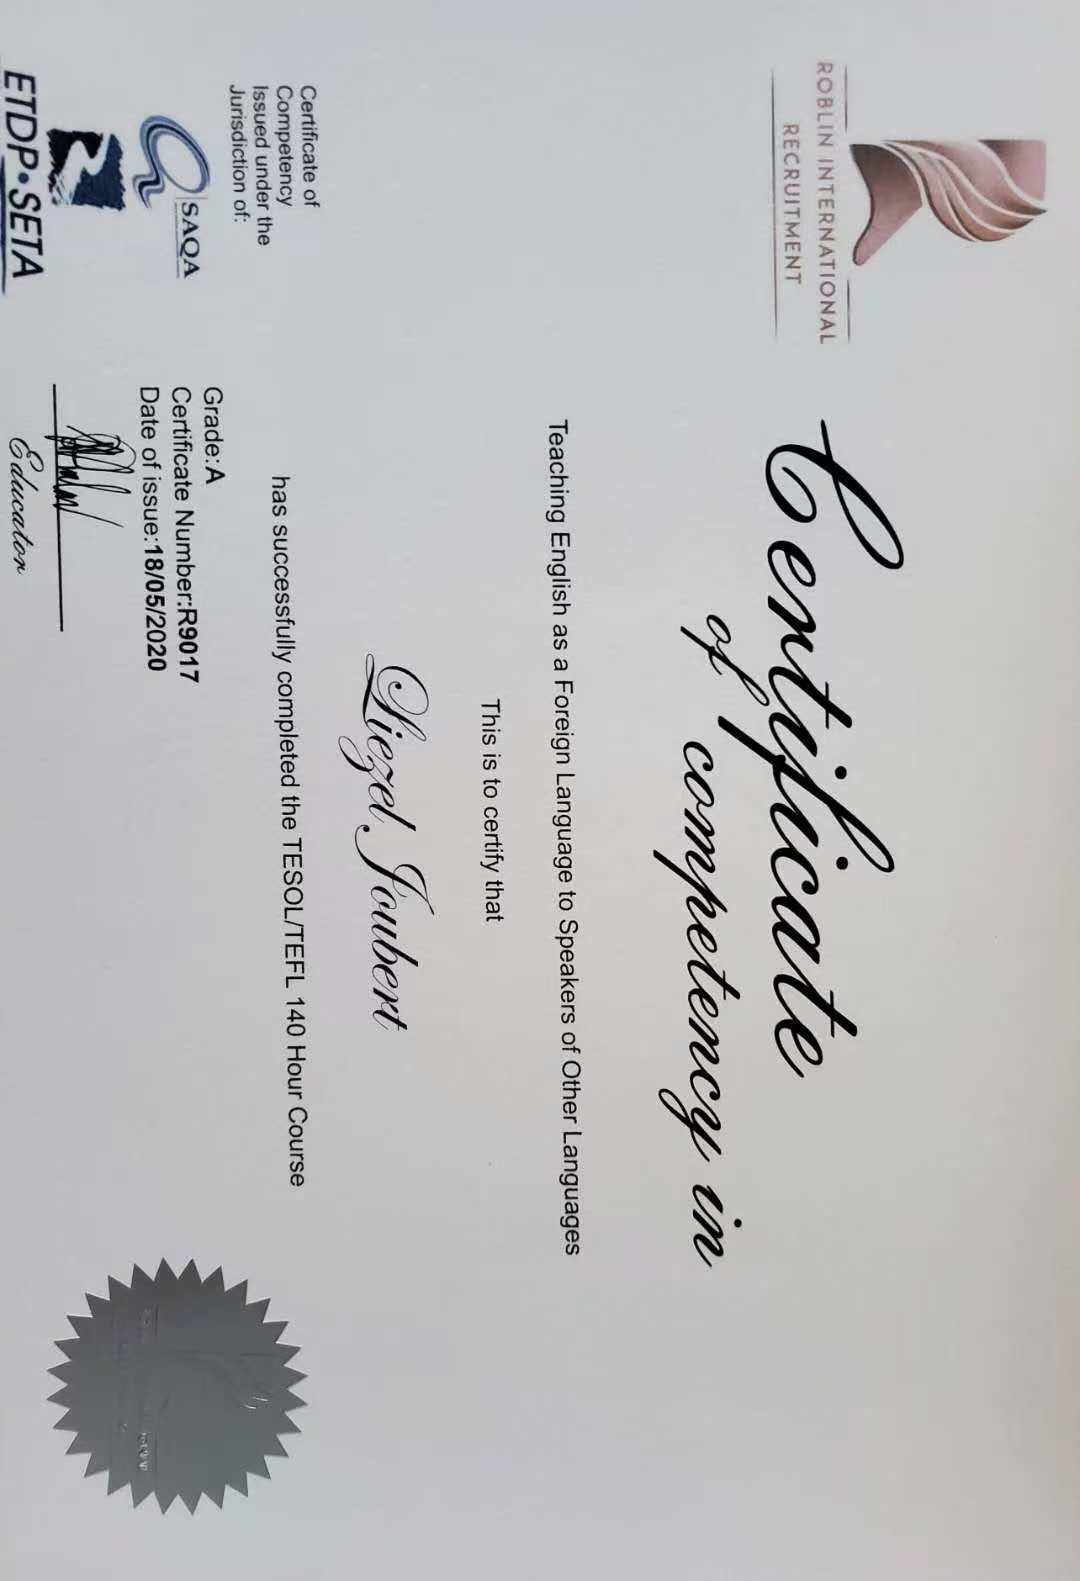 ROBLIN INTERNATIONAL
RECRUITMENT
Certificate
of competency in
Teaching English as a Foreign Language to Speakers of Other Languages
This is to certify that
Liezel Joubert
has successfully completed the TESOL/TEFL 140 Hour Course
Certificate of
Competency
Issued under the
Jurisdiction of:
SAQA
ETDP•SETA
Grade:A
Certificate Number:R9017
Date of issue:18/05/2020
Educator